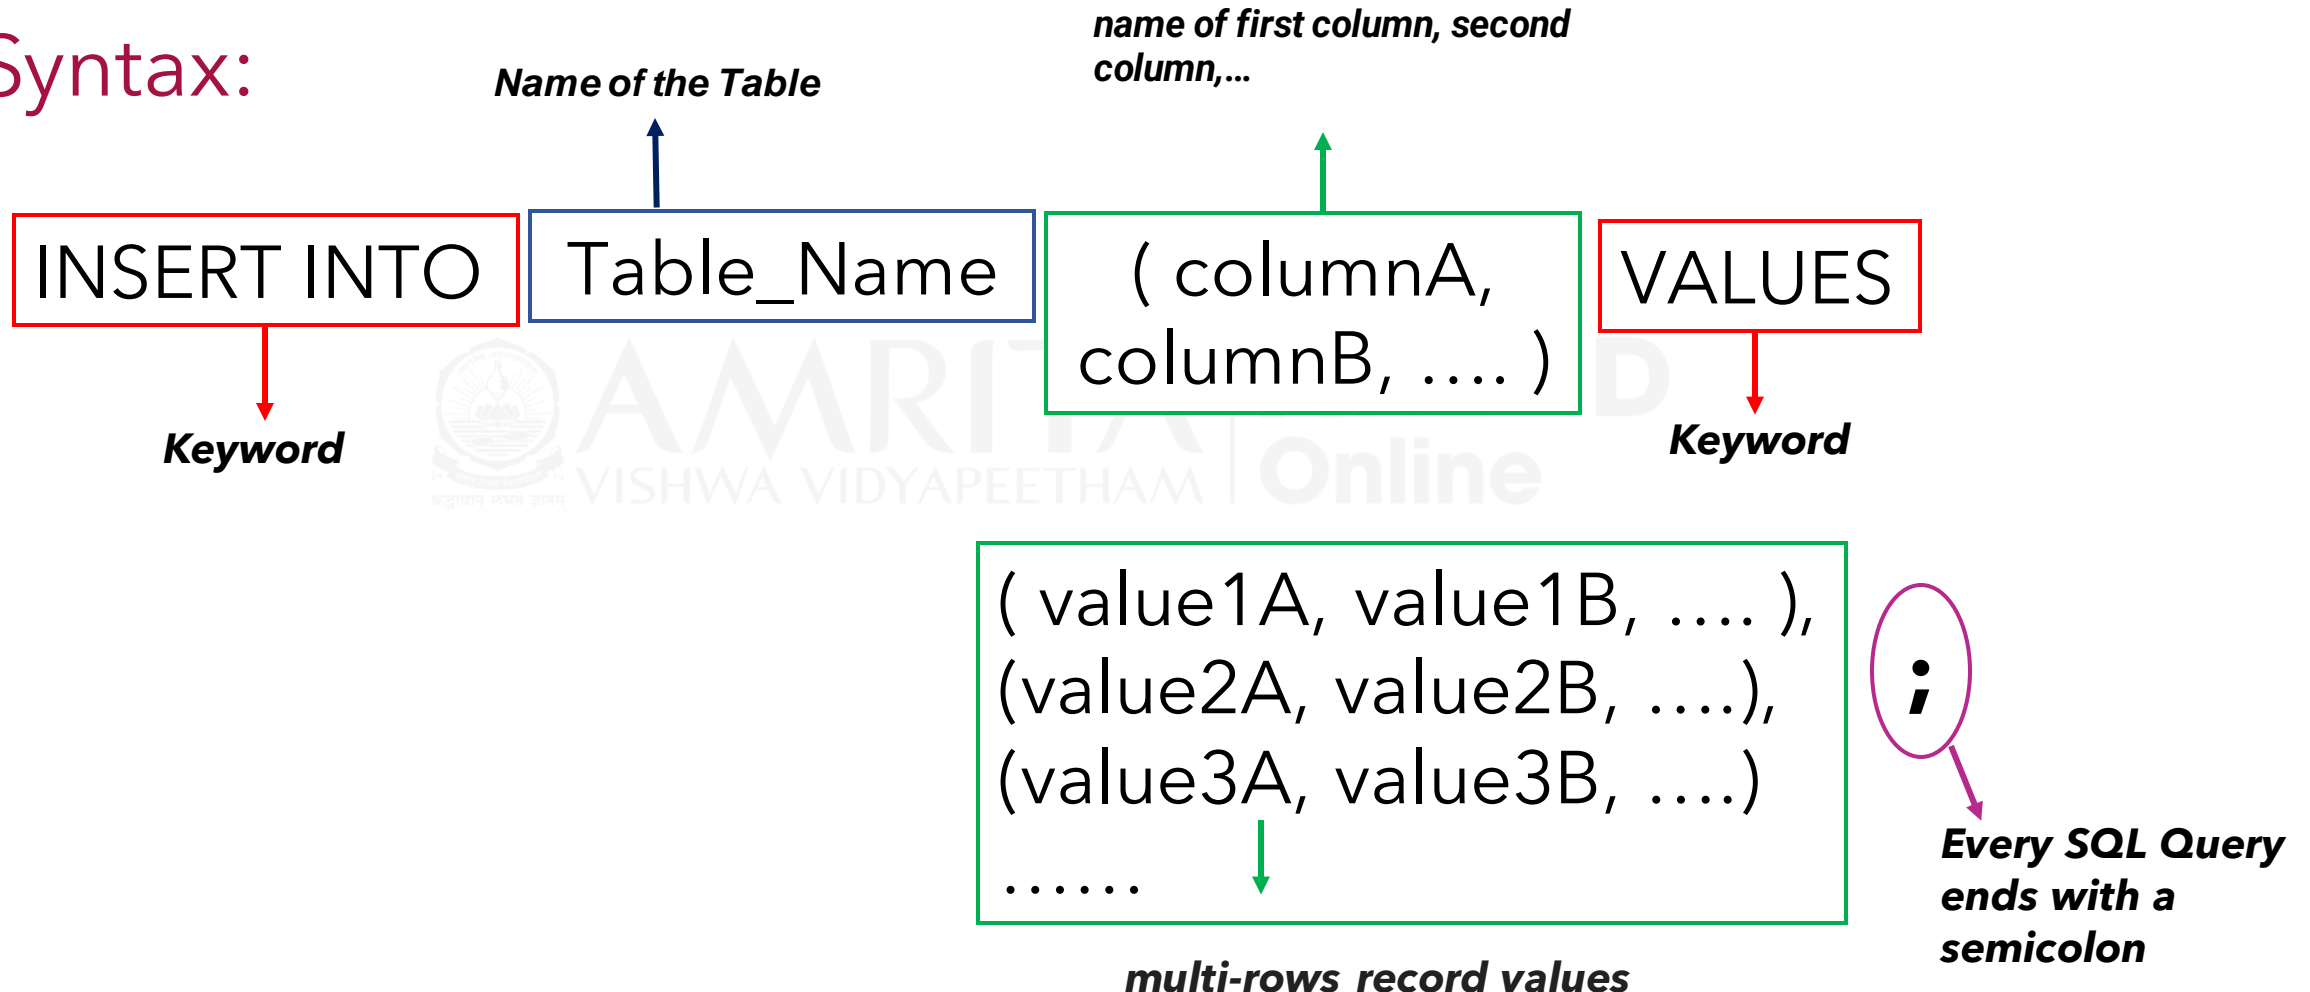 Syntax:
name of first column, second
column,...
Name of the Table
INSERT INTO
Table_Name
( columnA,
columnB, .... )
VALUES
Keyword
Keyword
AMRITA
VISHWA VIDYAPEETHAM
Online
( value1A, value1B, .... ),
(value2A, value2B, ....),
(value3A, value3B, ....)
......
;
Every SQL Query
ends with a
semicolon
multi-rows record values